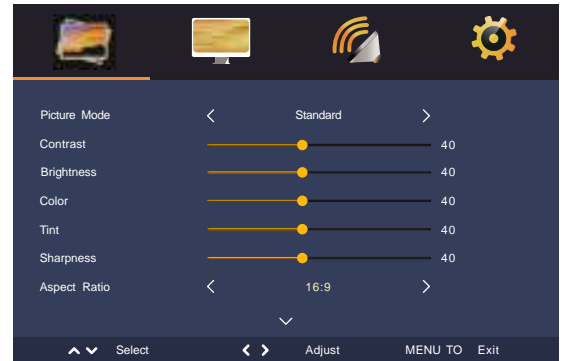 Picture Mode Standard
Contrast 40
Brightness 40
Color 40
Tint 40
Sharpness 40
Aspect Ratio 16:9
Select Adjust MENU TO Exit